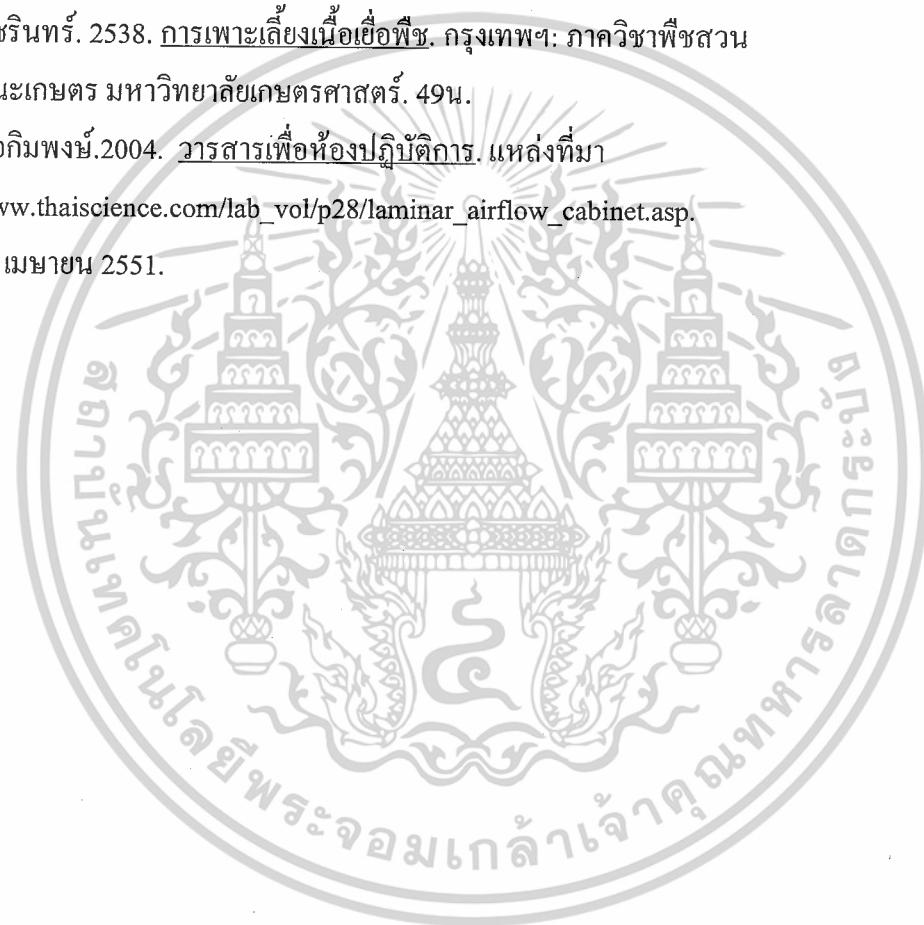 ชรินทร์. 2538. การเพาะเลี้ยงเนื้อเยื่อพืช. กรุงเทพฯ: ภาควิชาพืชสวน
นะเกษตร มหาวิทยาลัยเกษตรศาสตร์. 49น.
กิมพงษ์.2004. วารสารเพื่อห้องปฏิบัติการ. แหล่งที่มา
ww.thaiscience.com/lab_vol/p28/laminar_airflow_cabinet.asp.
เมษายน 2551.
สถาบันเทคโนโลยีพระจอมเกล้าเจ้าคุณทหารลาดกระบัง
๔